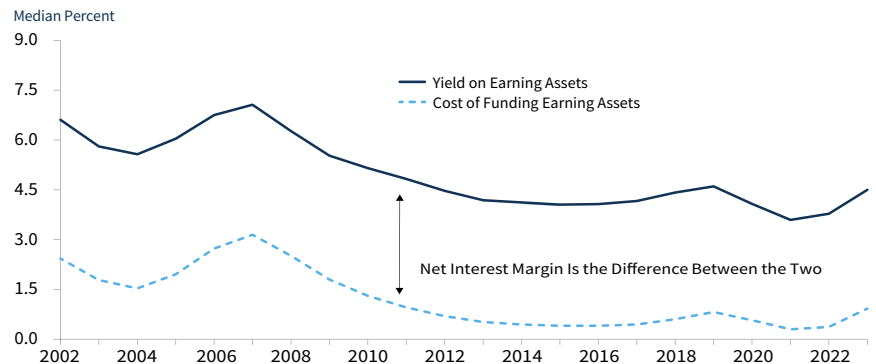 Median Percent
9.0
7.5
6.0
4.5
3.0
1.5
0.0
Yield on Earning Assets
Cost of Funding Earning Assets
Net Interest Margin Is the Difference Between the Two
2002 2004 2006 2008 2010 2012 2014 2016 2018 2020 2022